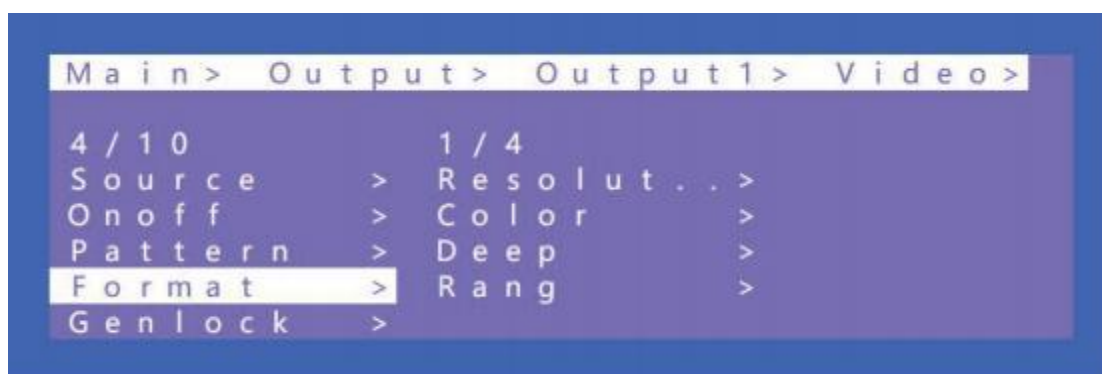 Main> Output> Output1> Video>
4/10 1/4
Source > Resolut..>
Onoff > Color >
Pattern > Deep >
Format > Rang >
Genlock >